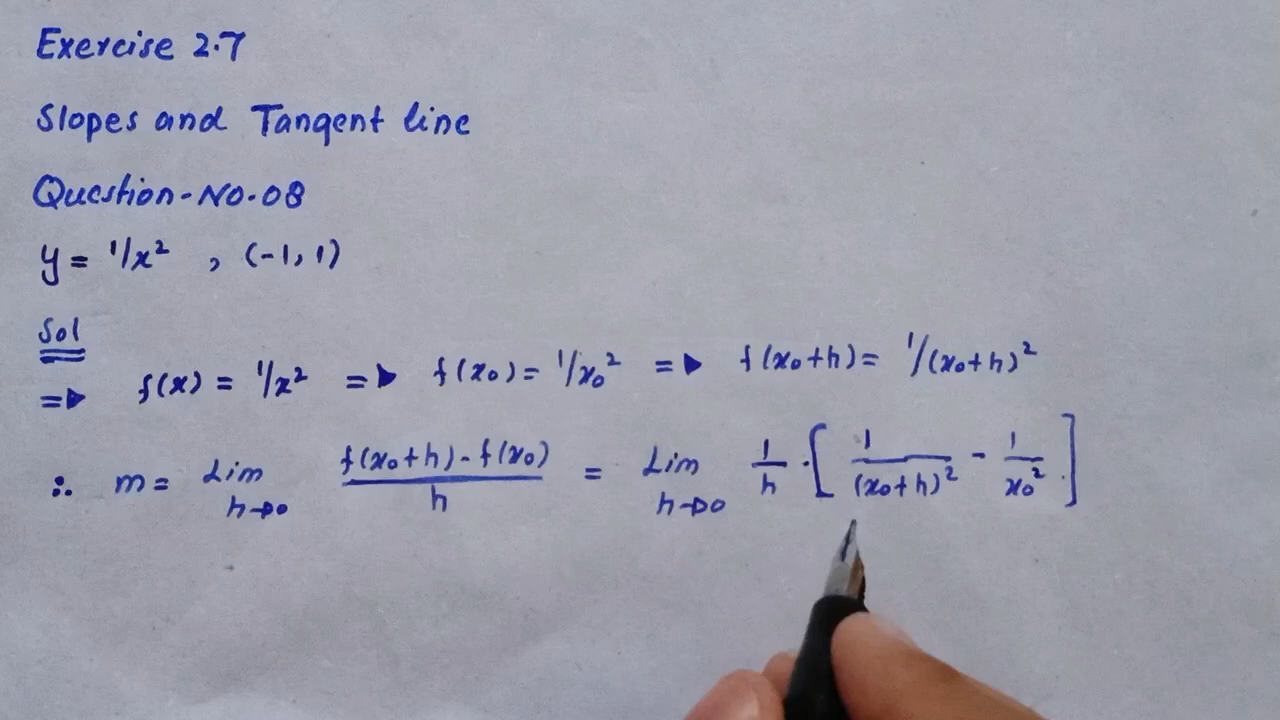 Exercise 2.7
Slopes and Tangent line
Question-No.08
y = 1/x² , (-1, 1)
Sol
⇒ f(x) = 1/x² ⇒ f(x₀) = 1/x₀² ⇒ f(x₀+h) = 1/(x₀+h)²
∴ m = Lim h→0 f(x₀+h) - f(x₀) / h = Lim h→0 1/h · [ 1/(x₀+h)² - 1/x₀² ]